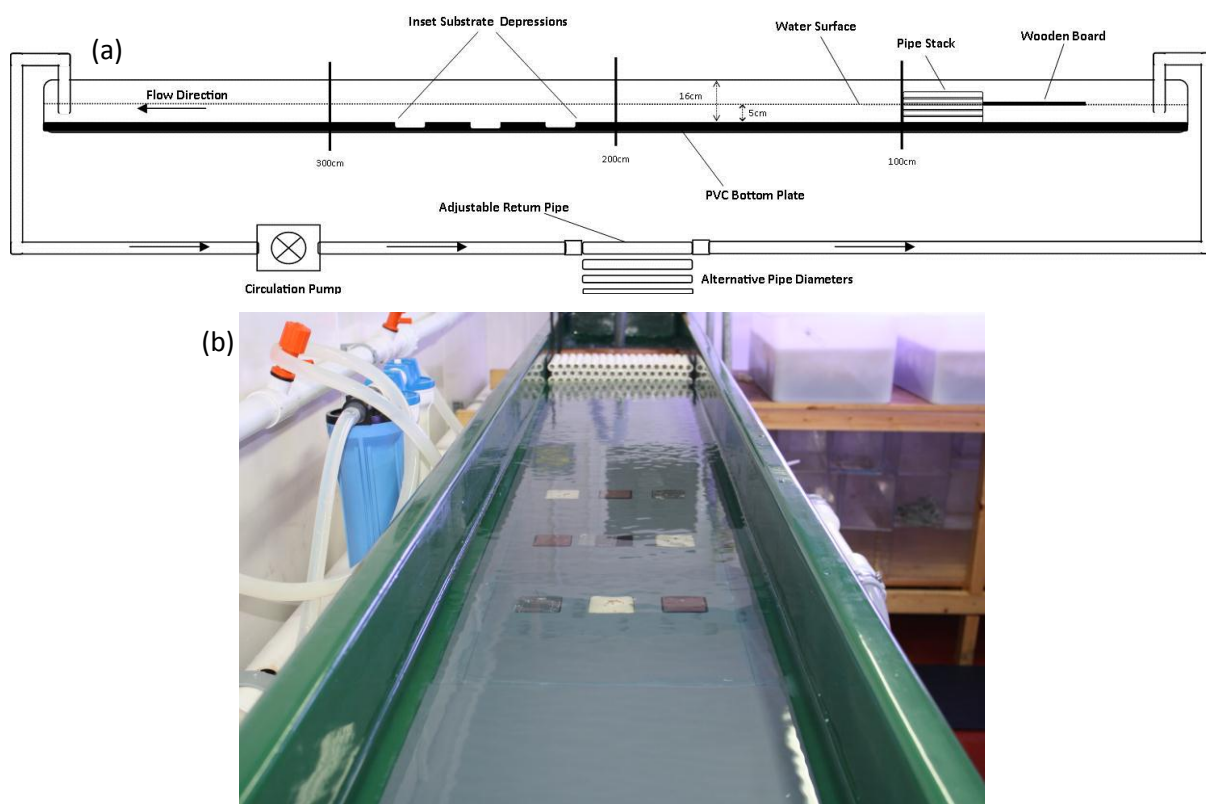 (a)
Inset Substrate Depressions
Water Surface
Pipe Stack
Wooden Board
Flow Direction
16cm
5cm
300cm
200cm
100cm
PVC Bottom Plate
Adjustable Return Pipe
Circulation Pump
Alternative Pipe Diameters
(b)